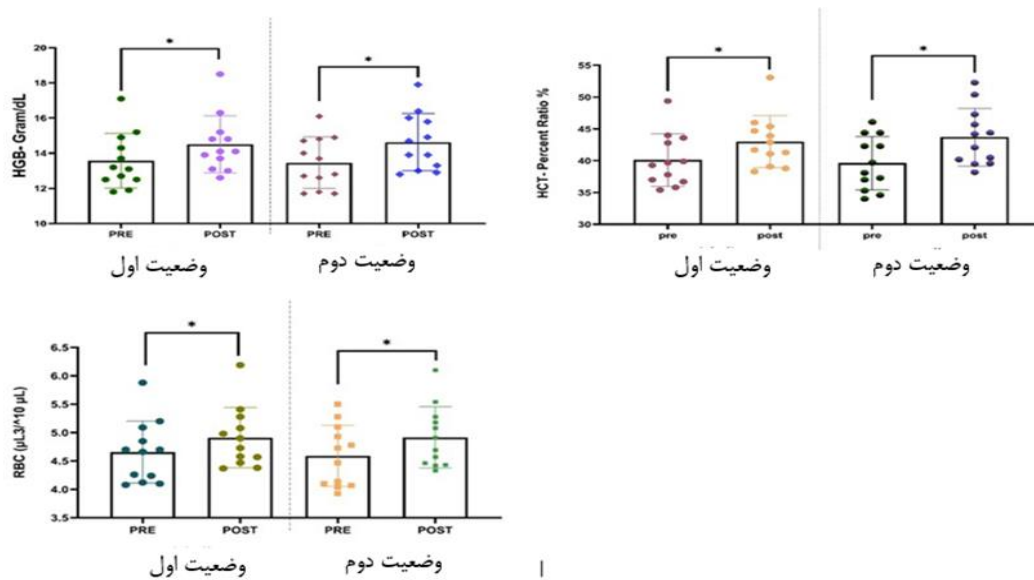 *
*
20
18
16
14
12
10
HGB- Gram/dL
PRE
POST
PRE
POST
وضعیت اول
وضعیت دوم
*
*
55
50
45
40
35
30
HCT- Percent Ratio %
pre
post
pre
post
وضعیت اول
وضعیت دوم
*
*
6.5
6.0
5.5
5.0
4.5
4.0
3.5
RBC (µL3/^10 µL)
PRE
POST
PRE
POST
وضعیت اول
وضعیت دوم